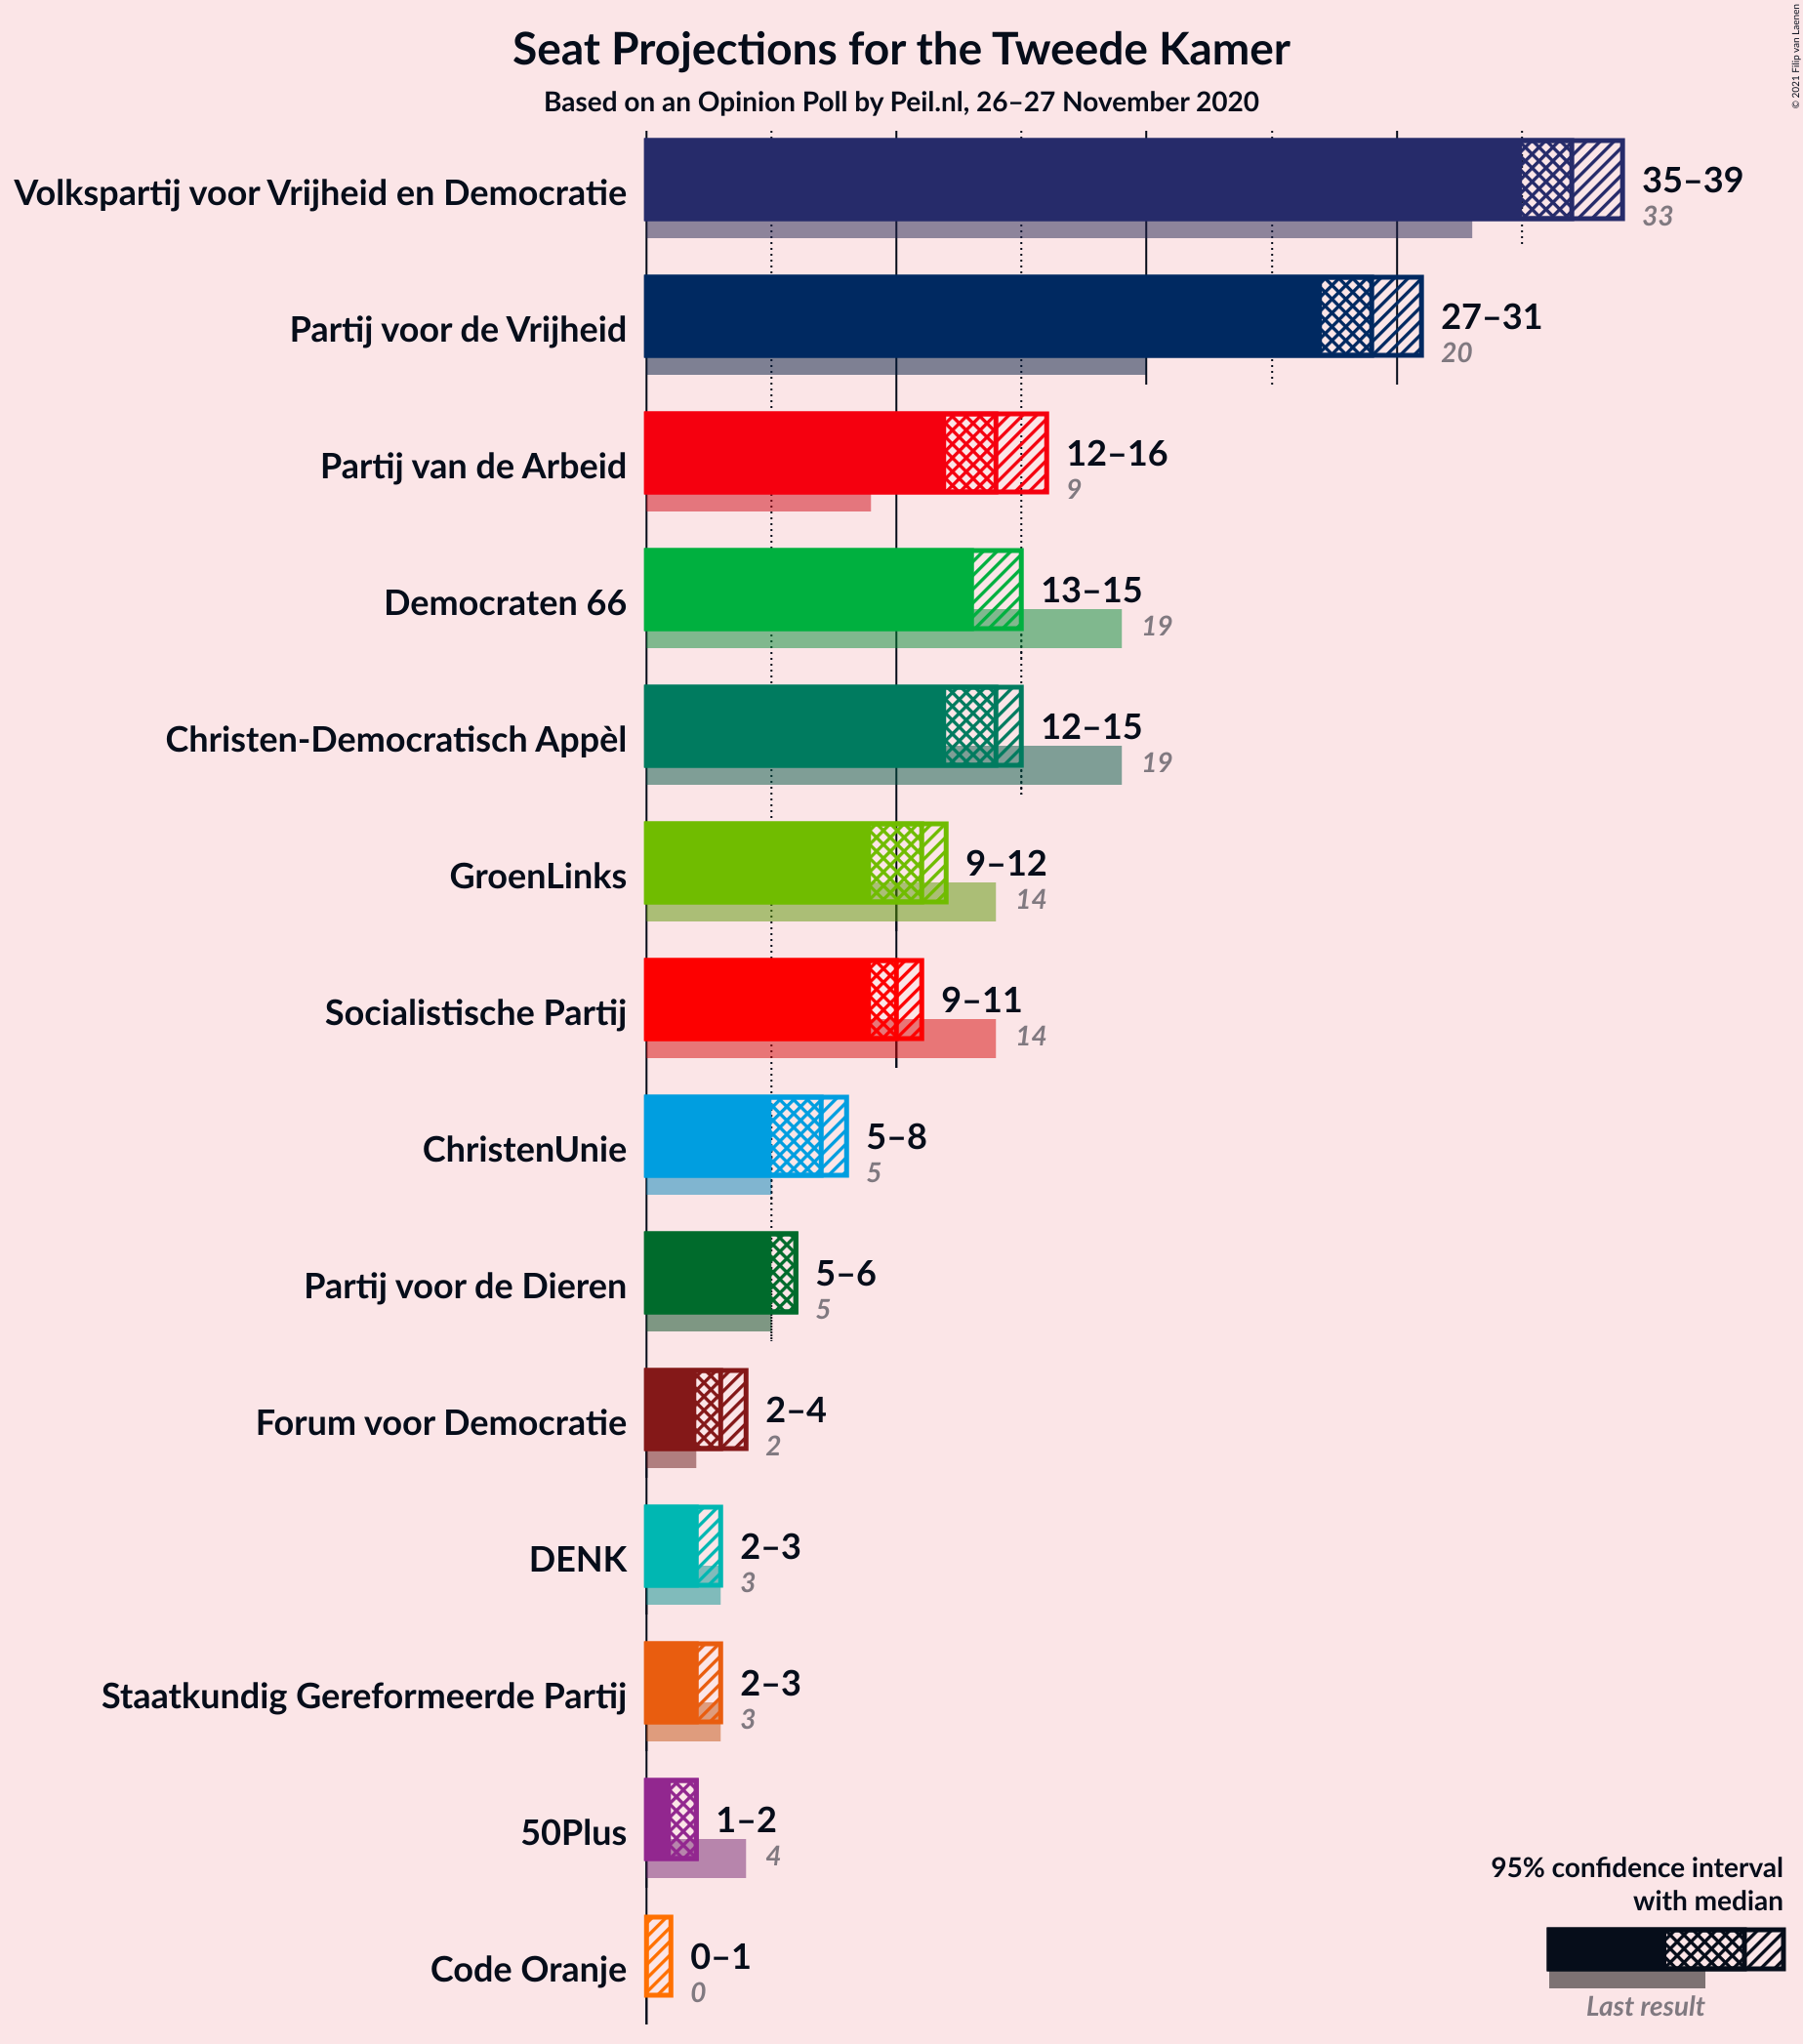 Seat Projections for the Tweede Kamer
Based on an Opinion Poll by Peil.nl, 26–27 November 2020
© 2021 Filip van Laenen
Volkspartij voor Vrijheid en Democratie
35–39
33
Partij voor de Vrijheid
27–31
20
Partij van de Arbeid
12–16
9
Democraten 66
13–15
19
Christen-Democratisch Appèl
12–15
19
GroenLinks
9–12
14
Socialistische Partij
9–11
14
ChristenUnie
5–8
5
Partij voor de Dieren
5–6
5
Forum voor Democratie
2–4
2
DENK
2–3
3
Staatkundig Gereformeerde Partij
2–3
3
50Plus
1–2
4
Code Oranje
0–1
0
95% confidence interval
with median
Last result